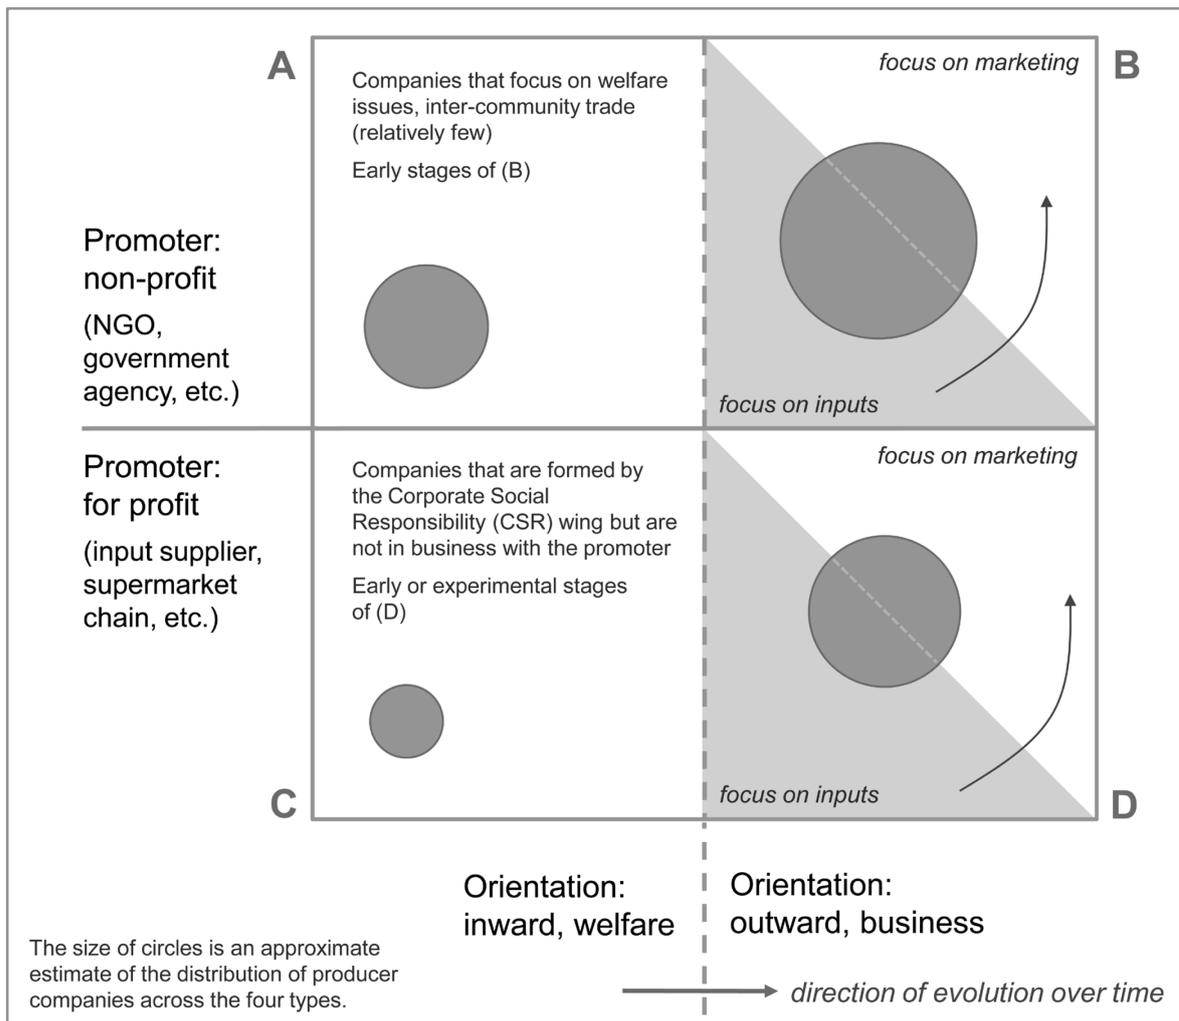 A
Companies that focus on welfare
issues, inter-community trade
(relatively few)
Early stages of (B)
focus on marketing
B
focus on inputs
Promoter:
non-profit
(NGO,
government
agency, etc.)
Promoter:
for profit
(input supplier,
supermarket
chain, etc.)
Companies that are formed by
the Corporate Social
Responsibility (CSR) wing but are
not in business with the promoter
Early or experimental stages
of (D)
C
focus on marketing
focus on inputs
D
Orientation:
inward, welfare
Orientation:
outward, business
The size of circles is an approximate
estimate of the distribution of producer
companies across the four types.
direction of evolution over time